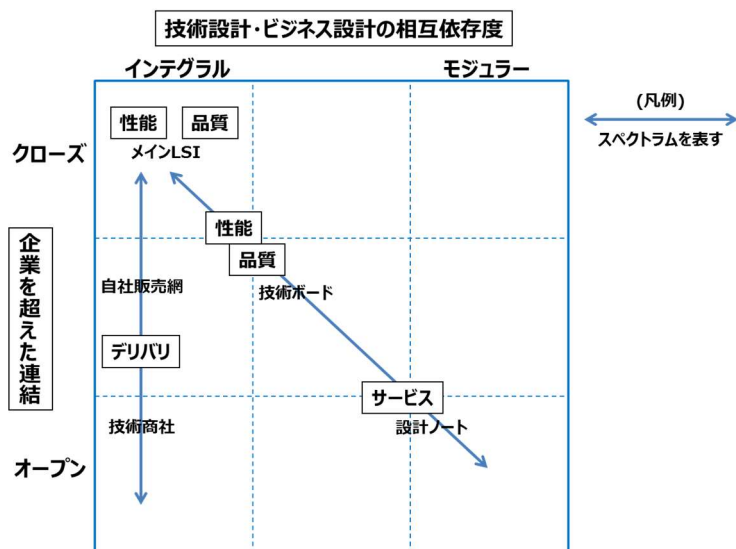 技術設計・ビジネス設計の相互依存度
インテグラル
モジュラー
(凡例)
スペクトラムを表す
クローズ
性能
品質
メインLSI
企業を超えた連結
性能
品質
自社販売網
技術ボード
デリバリ
サービス
技術商社
設計ノート
オープン